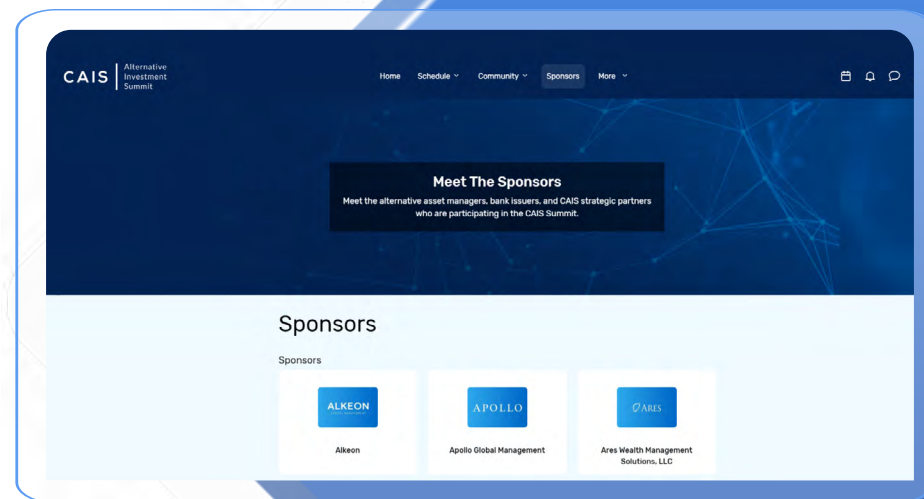 CAIS
Alternative
Investment
Summit
Home Schedule Community Sponsors More
Meet The Sponsors
Meet the alternative asset managers, bank issuers, and CAIS strategic partners
who are participating in the CAIS Summit.
Sponsors
Sponsors
ALKEON
APOLLO
ARES
Alkeon
Apollo Global Management
Ares Wealth Management
Solutions, LLC